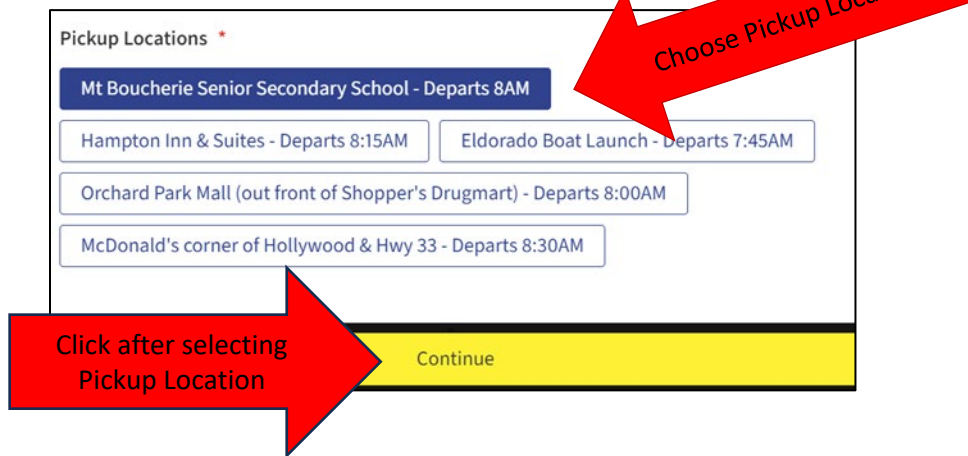 Pickup Locations *
Choose Pickup
Mt Boucherie Senior Secondary School - Departs 8AM
Hampton Inn & Suites - Departs 8:15AM
Eldorado Boat Launch - Departs 7:45AM
Orchard Park Mall (out front of Shopper's Drugmart) - Departs 8:00AM
McDonald's corner of Hollywood & Hwy 33 - Departs 8:30AM
Click after selecting
Pickup Location
Continue